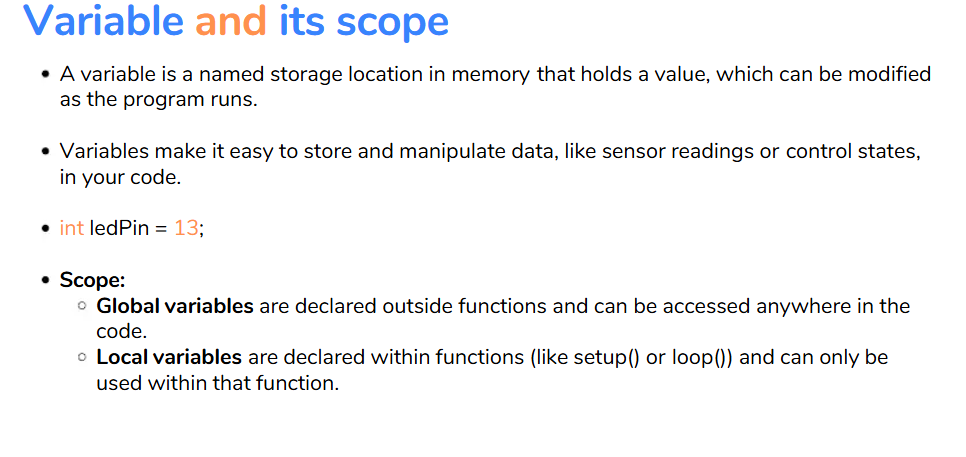 Variable and its scope
• A variable is a named storage location in memory that holds a value, which can be modified
as the program runs.
• Variables make it easy to store and manipulate data, like sensor readings or control states,
in your code.
• int ledPin = 13;
• Scope:
○ Global variables are declared outside functions and can be accessed anywhere in the
code.
○ Local variables are declared within functions (like setup() or loop()) and can only be
used within that function.